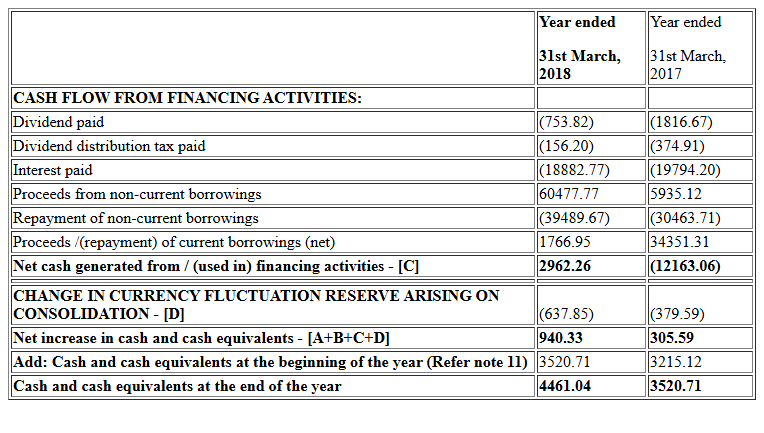 Year ended Year ended
31st March, 31st March,
2018 2017
CASH FLOW FROM FINANCING ACTIVITIES:
Dividend paid (753.82) (1816.67)
Dividend distribution tax paid (156.20) (374.91)
Interest paid (18882.77) (19794.20)
Proceeds from non-current borrowings 60477.77 5935.12
Repayment of non-current borrowings (39489.67) (30463.71)
Proceeds /(repayment) of current borrowings (net) 1766.95 34351.31
Net cash generated from / (used in) financing activities - [C] 2962.26 (12163.06)
CHANGE IN CURRENCY FLUCTUATION RESERVE ARISING ON
CONSOLIDATION - [D] (637.85) (379.59)
Net increase in cash and cash equivalents - [A+B+C+D] 940.33 305.59
Add: Cash and cash equivalents at the beginning of the year (Refer note 11) 3520.71 3215.12
Cash and cash equivalents at the end of the year 4461.04 3520.71